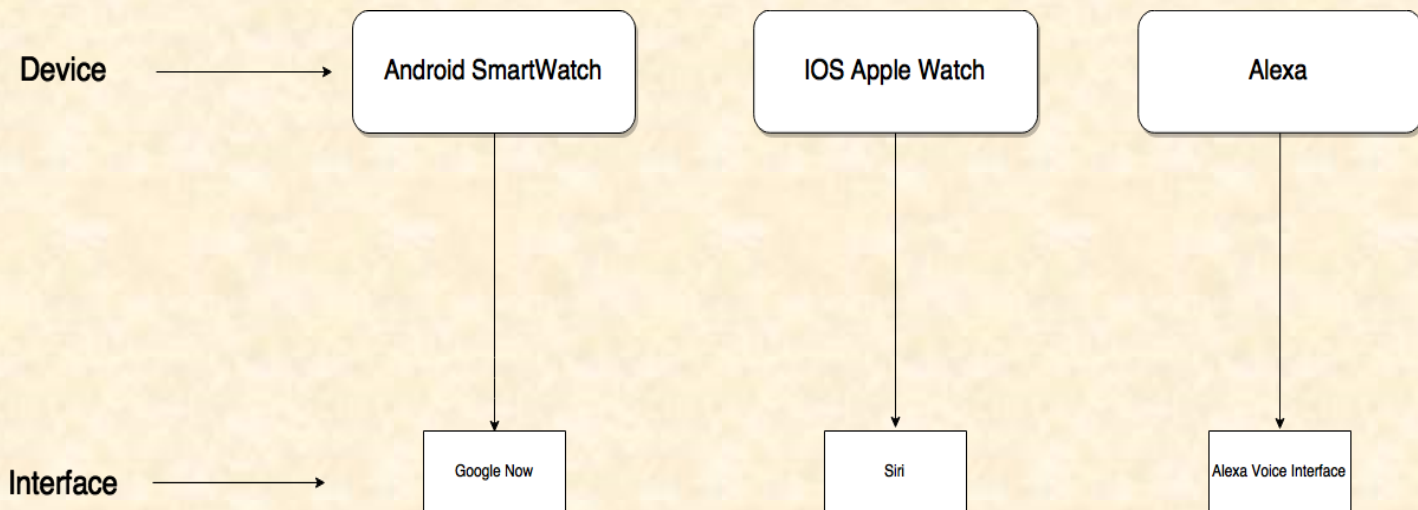 Device
Android SmartWatch
IOS Apple Watch
Alexa
Interface
Google Now
Siri
Alexa Voice Interface